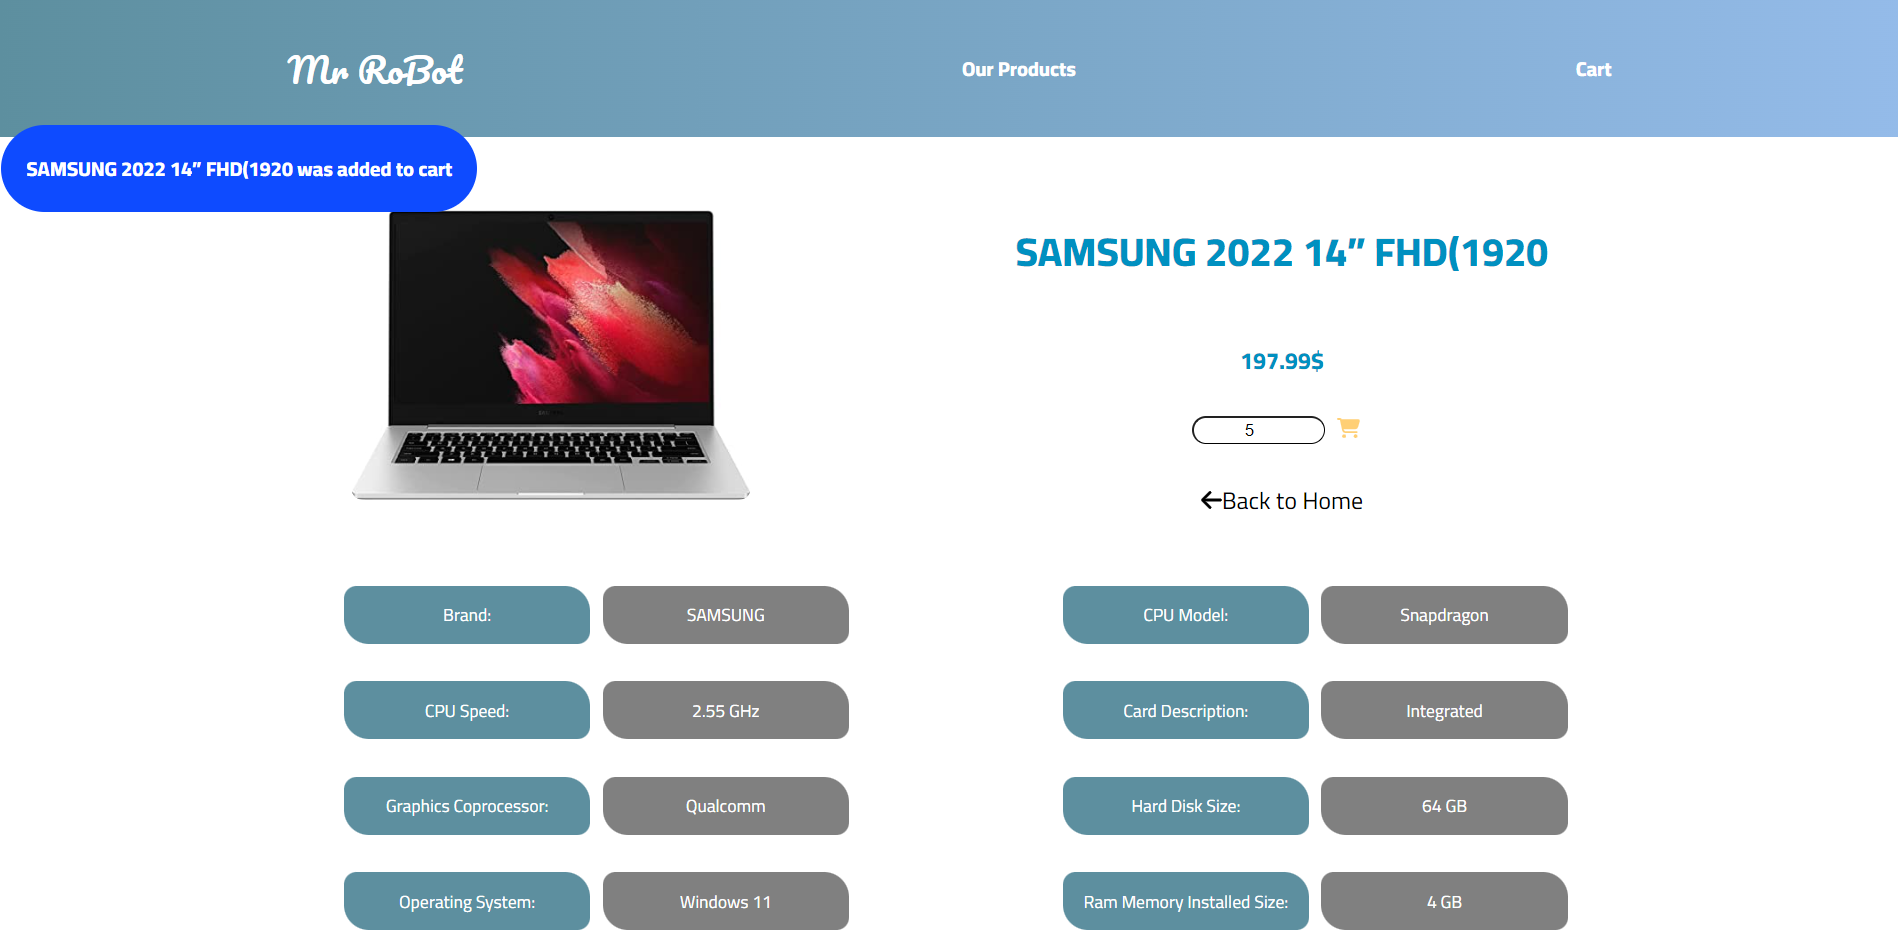 Mr RoBot
Our Products
Cart
SAMSUNG 2022 14” FHD(1920 was added to cart
SAMSUNG 2022 14” FHD(1920
197.99$
5
Back to Home
Brand:
SAMSUNG
CPU Model:
Snapdragon
CPU Speed:
2.55 GHz
Card Description:
Integrated
Graphics Coprocessor:
Qualcomm
Hard Disk Size:
64 GB
Operating System:
Windows 11
Ram Memory Installed Size:
4 GB